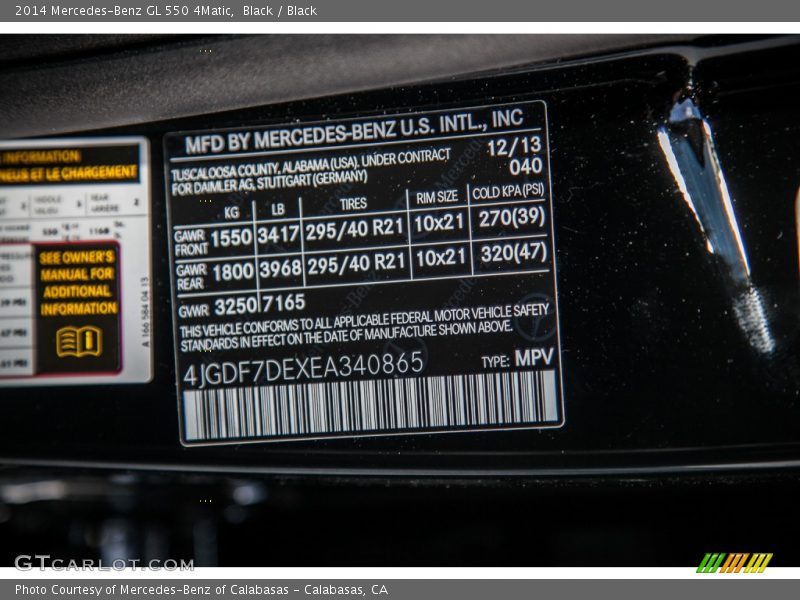 2014 Mercedes-Benz GL 550 4Matic, Black / Black
INFORMATION
PNEUS ET LE CHARGEMENT
SEE OWNER'S
MANUAL FOR
ADDITIONAL
INFORMATION
A 166 584 04 13
MFD BY MERCEDES-BENZ U.S. INTL., INC
TUSCALOOSA COUNTY, ALABAMA (USA), UNDER CONTRACT 12/13
FOR DAIMLER AG, STUTTGART (GERMANY) 040
KG LB TIRES RIM SIZE COLD KPA(PSI)
GAWR FRONT 1550 3417 295/40 R21 10x21 270(39)
GAWR REAR 1800 3968 295/40 R21 10x21 320(47)
GVWR 3250 7165
THIS VEHICLE CONFORMS TO ALL APPLICABLE FEDERAL MOTOR VEHICLE SAFETY
STANDARDS IN EFFECT ON THE DATE OF MANUFACTURE SHOWN ABOVE.
4JGDF7DEXEA340865 TYPE: MPV
GTCARLOT.COM
Photo Courtesy of Mercedes-Benz of Calabasas - Calabasas, CA